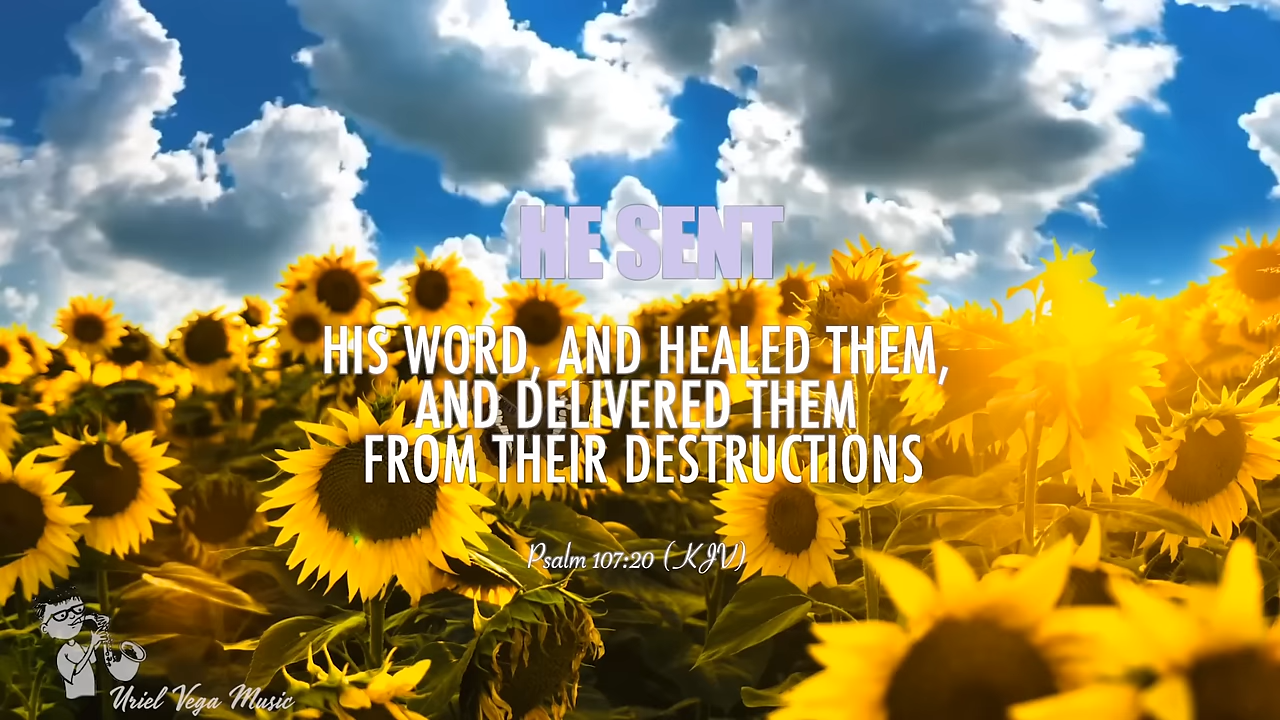 HE SENT
HIS WORD, AND HEALED THEM,
AND DELIVERED THEM
FROM THEIR DESTRUCTIONS
Psalm 107:20 (KJV)
Uriel Vega Music